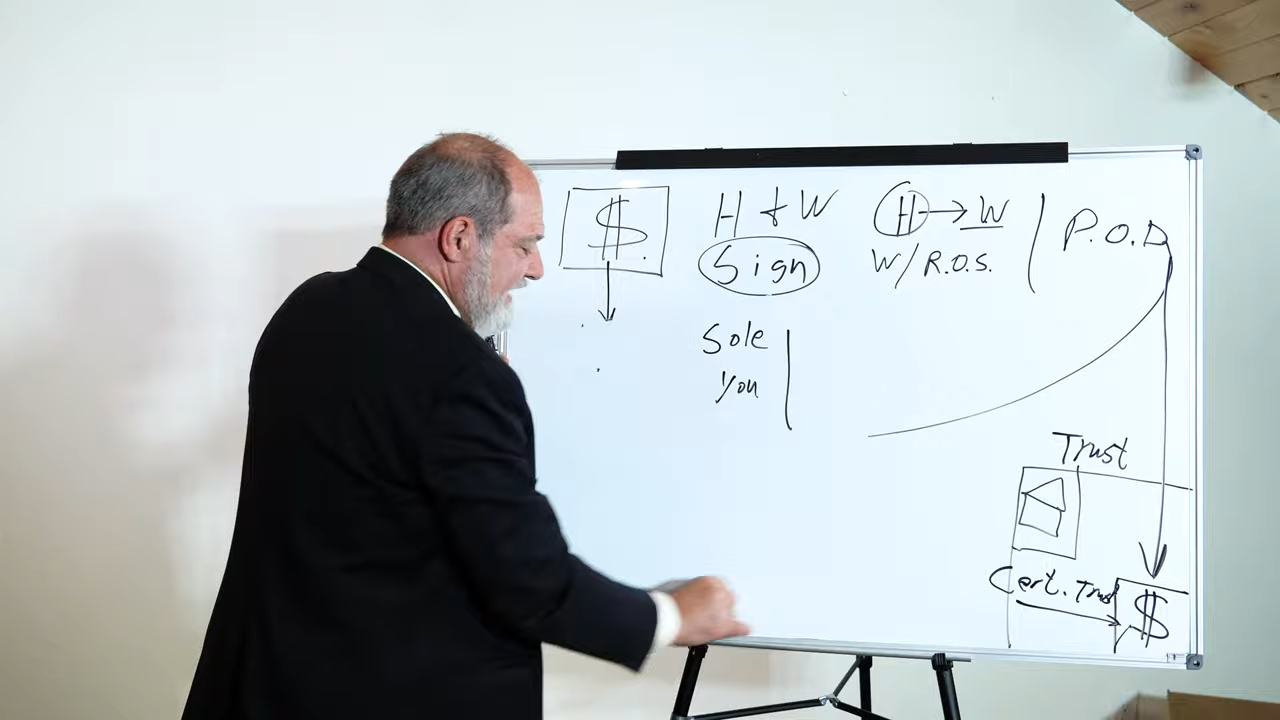 $.
H & W
Sign
H → W
W/R.O.S.
P.O.D
Sole
you
Trust
Cert. Trust
$